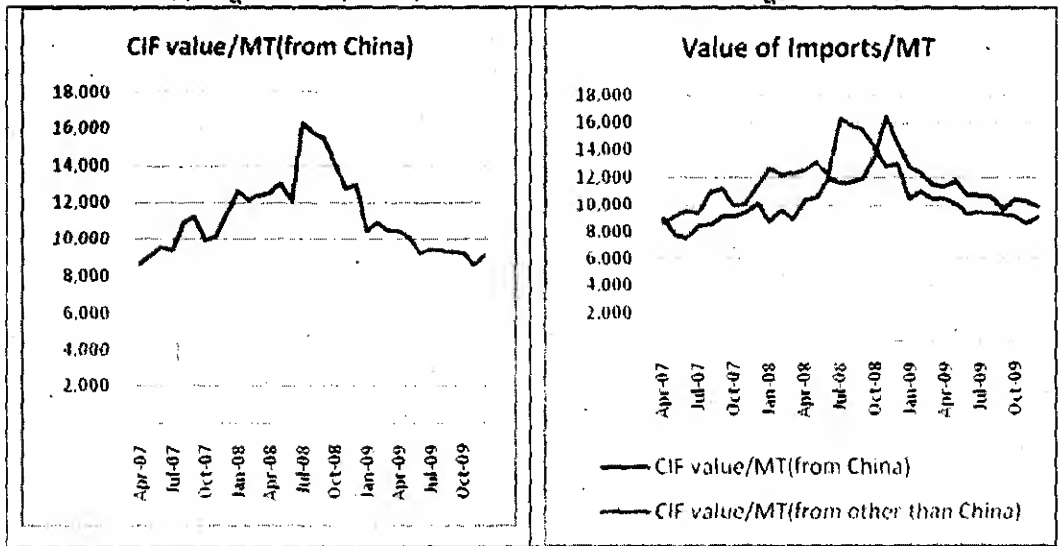 CIF value/MT(from China)
18,000
16,000
14,000
12,000
10,000
8,000
6,000
4,000
2,000
Apr-07
Jul-07
Oct-07
Jan-08
Apr-08
Jul-08
Oct-08
Jan-09
Apr-09
Jul-09
Oct-09
Value of Imports/MT
18,000
16,000
14,000
12,000
10,000
8,000
6,000
4,000
2,000
Apr-07
Jul-07
Oct-07
Jan-08
Apr-08
Jul-08
Oct-08
Jan-09
Apr-09
Jul-09
Oct-09
CIF value/MT(from China)
CIF value/MT(from other than China)